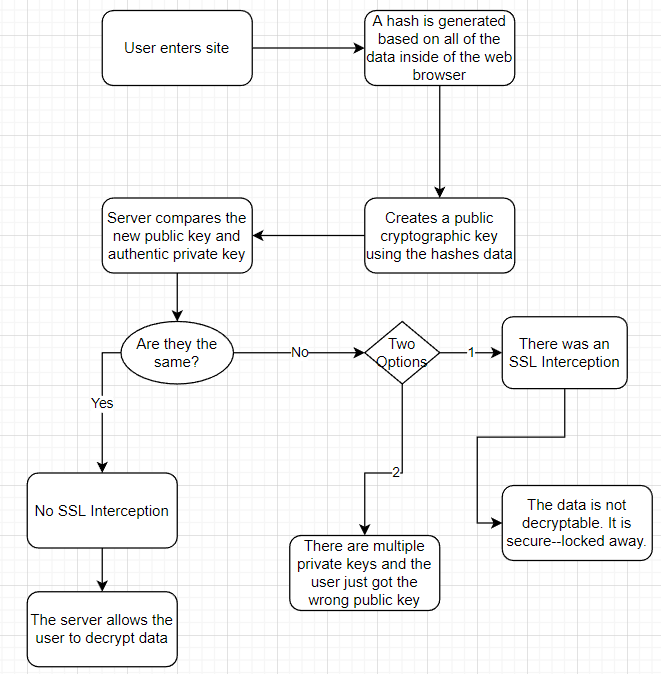 User enters site
A hash is generated
based on all of the
data inside of the web
browser
Server compares the
new public key and
authentic private key
Creates a public
cryptographic key
using the hashes data
Are they the
same?
No
Two
Options
1
There was an
SSL Interception
Yes
2
No SSL Interception
The data is not
decryptable. It is
secure--locked away.
There are multiple
private keys and the
user just got the
wrong public key
The server allows the
user to decrypt data